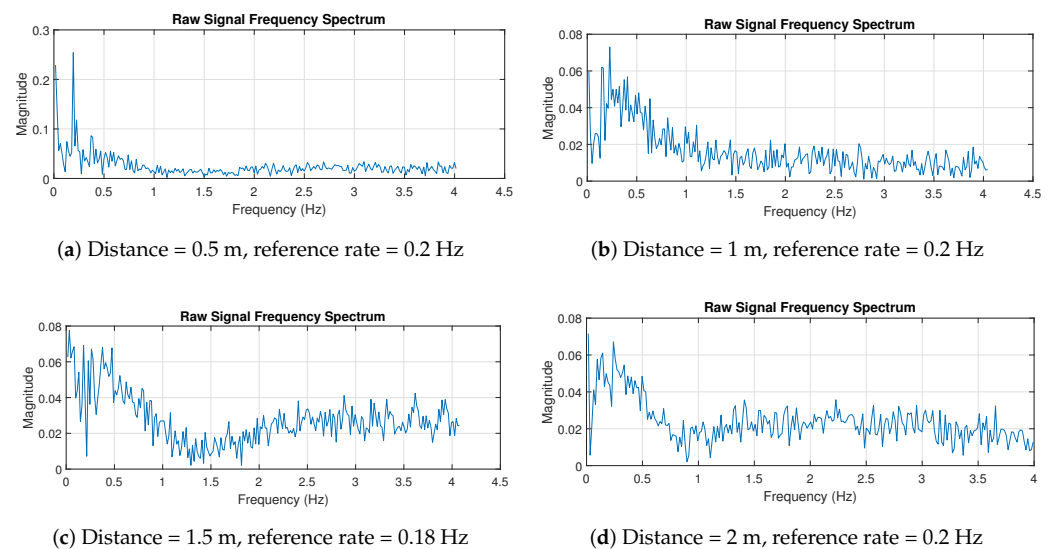 Raw Signal Frequency Spectrum
0.3
0.2
0.1
0
Magnitude
0 0.5 1 1.5 2 2.5 3 3.5 4 4.5
Frequency (Hz)
(a) Distance = 0.5 m, reference rate = 0.2 Hz
Raw Signal Frequency Spectrum
0.08
0.06
0.04
0.02
0
Magnitude
0 0.5 1 1.5 2 2.5 3 3.5 4 4.5
Frequency (Hz)
(b) Distance = 1 m, reference rate = 0.2 Hz
Raw Signal Frequency Spectrum
0.08
0.06
0.04
0.02
0
Magnitude
0 0.5 1 1.5 2 2.5 3 3.5 4 4.5
Frequency (Hz)
(c) Distance = 1.5 m, reference rate = 0.18 Hz
Raw Signal Frequency Spectrum
0.08
0.06
0.04
0.02
0
Magnitude
0 0.5 1 1.5 2 2.5 3 3.5 4
Frequency (Hz)
(d) Distance = 2 m, reference rate = 0.2 Hz